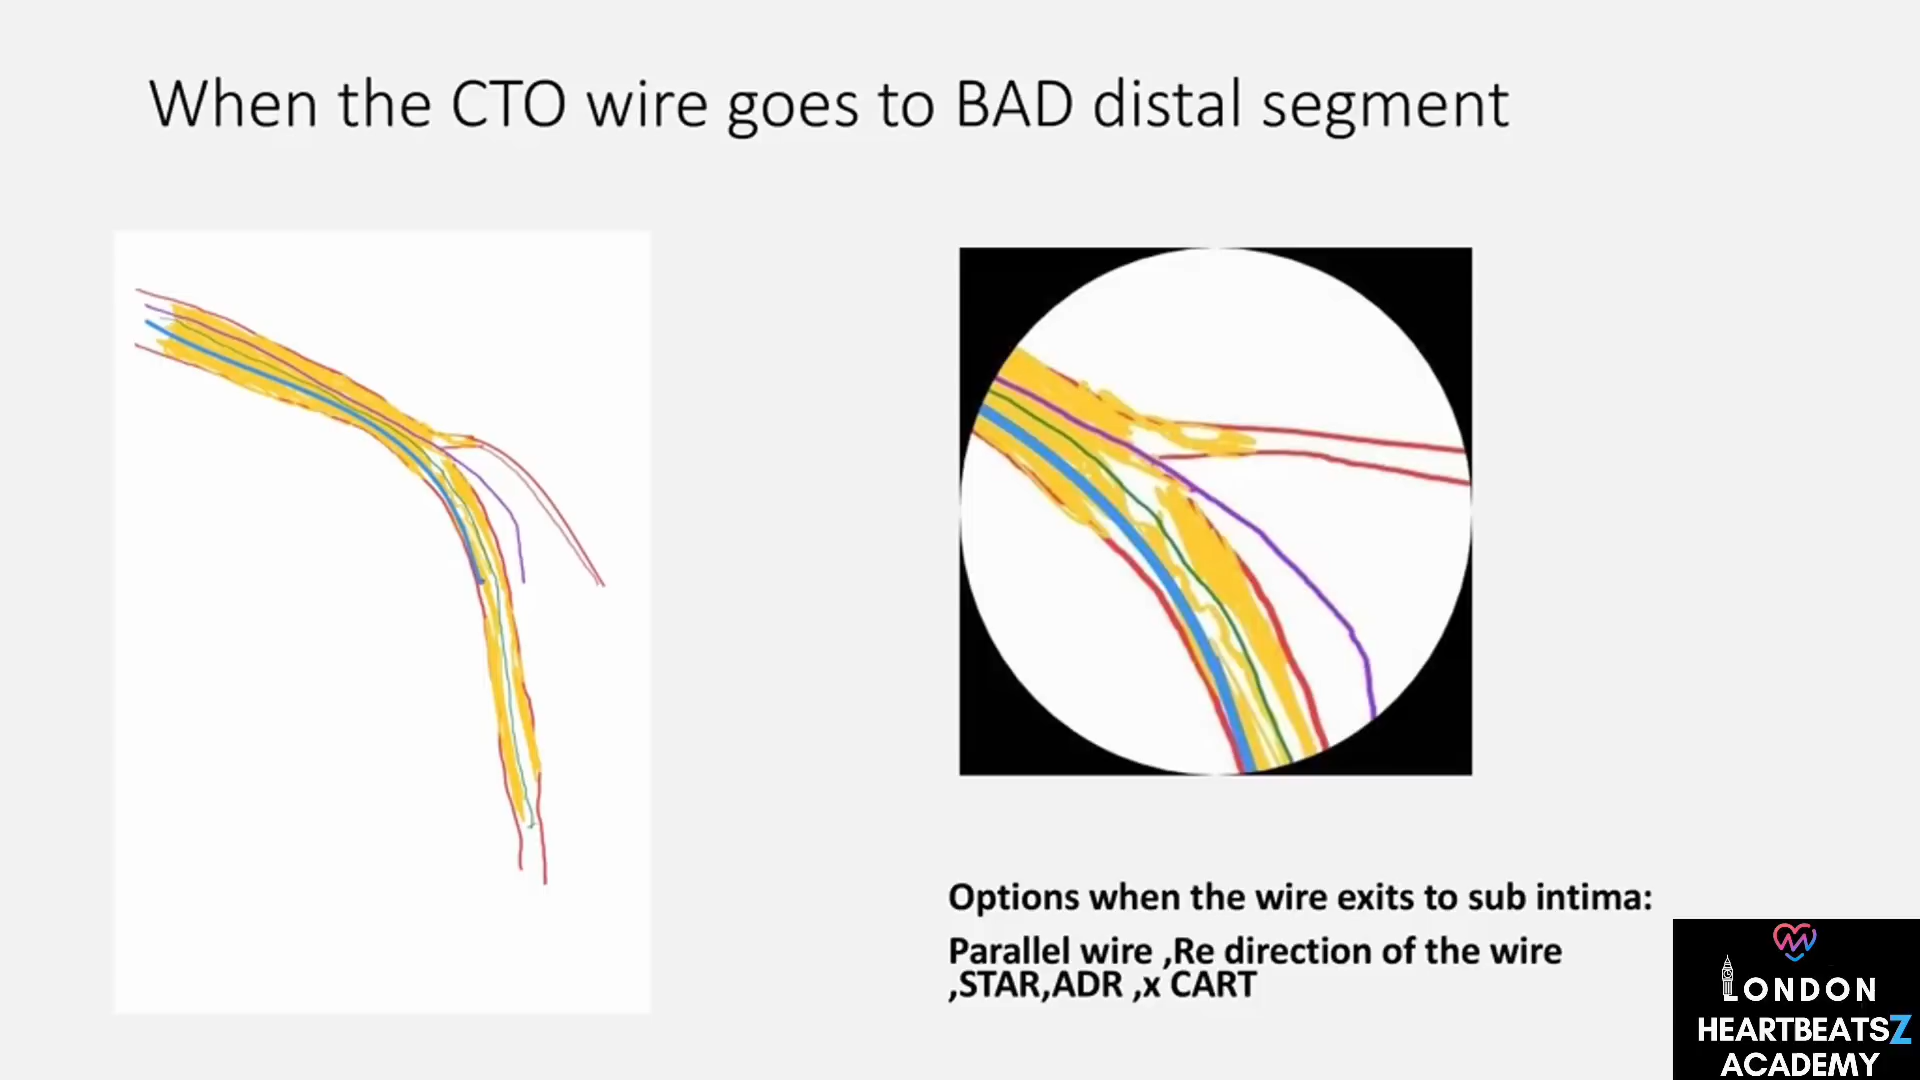 When the CTO wire goes to BAD distal segment
Options when the wire exits to sub intima:
Parallel wire ,Re direction of the wire
,STAR,ADR ,x CART
LONDON
HEARTBEATSZ
ACADEMY